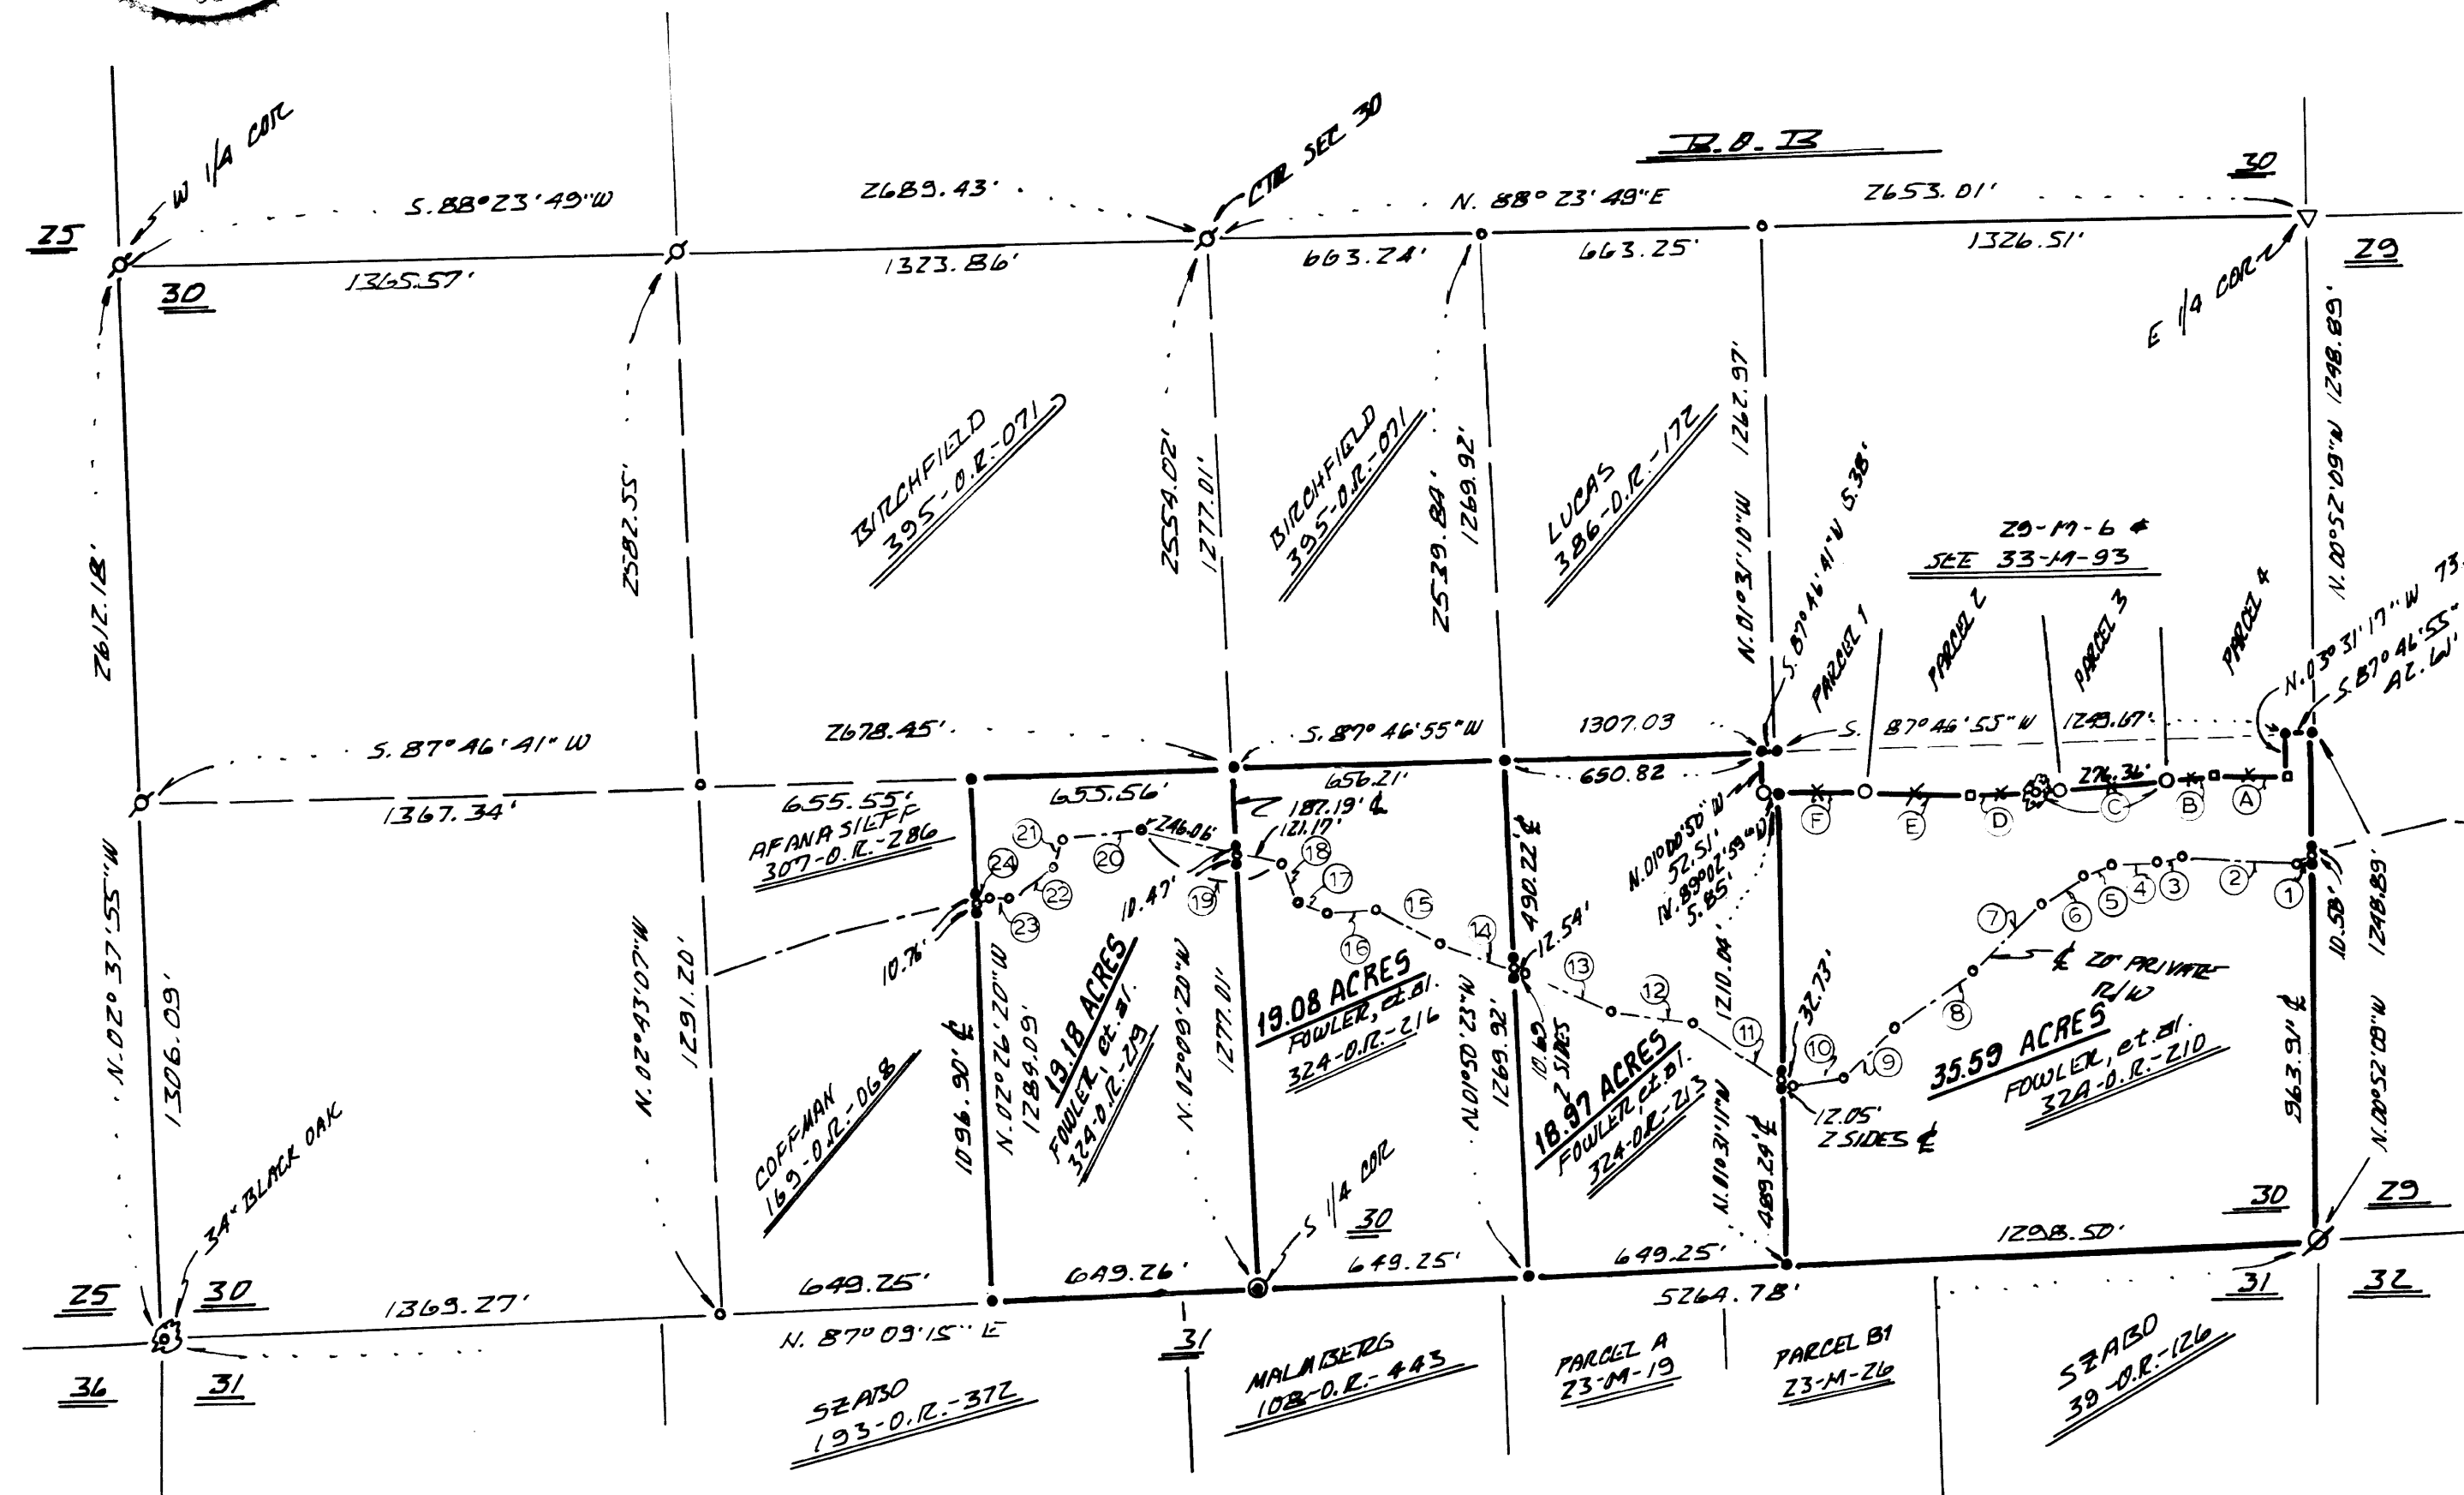 W 1/4 COR
CTR SEC 30
B.O.B
30
S.88°23'49"W
2689.43'
N. 88°23'49"E
2653.01'
25
30
1365.57'
1323.86'
663.24'
663.25'
1326.51'
29
E 1/4 COR
N.00°52'09"W 1248.89'
2612.18'
2582.55'
BIRCHFIELD
395-O.R.-071
2554.02'
1277.01'
BIRCHFIELD
395-O.R.-071
2539.84'
1269.92'
LUCAS
386-O.R.-172
N.01°31'10"W 1262.97'
S.87°46'41"W 5.38'
29-M-6 &
SEE 33-M-93
PARCEL 1
PARCEL 2
PARCEL 3
PARCEL 4
N.03°31'17"W 73.
S.87°46'55"
42.61'
S. 87°46'41" W
2678.45'
S. 87°46'55"W
1307.03
S. 87°46'55"W 1249.67'
1367.34'
655.55'
655.56'
656.21'
650.82
276.36'
AFANASIEFF
307-O.R.-286
187.19' ℄
121.17'
246.06'
F
E
D
C
B
A
N.01°00'50"W
52.51'
N.89°02'59"W
5.85'
24
21
20
22
23
19
18
17
16
15
14
13
12
11
10
9
8
7
6
5
4
3
2
1
10.76'
10.47'
12.54'
490.22' ℄
10.69
2 SIDES
32.73'
12.05'
2 SIDES ℄
10.58'
℄ 20' PRIVATE
R/W
N.02°37'55"W
1306.09'
N.02°43'07"W
1291.20'
COFFMAN
169-O.R.-068
1096.90' ℄
N.02°26'20"W
1284.09'
19.18 ACRES
FOWLER, et.al.
324-O.R.-219
N.02°09'20"W
1277.01'
19.08 ACRES
FOWLER, et.al.
324-O.R.-216
N01°50'23"W
1269.92'
18.97 ACRES
FOWLER, et.al.
324-O.R.-213
N.01°31'11"W
1210.04'
489.24' ℄
35.59 ACRES
FOWLER, et.al.
324-O.R.-210
963.91' ℄
N.00°52'08"W 1248.89'
34" BLACK OAK
S 1/4 COR
30
30
29
25
30
1369.27'
649.25'
649.26'
649.25'
649.25'
1298.50'
N. 87°09'15" E
5264.78'
31
32
36
31
31
SZABO
193-O.R.-372
MALMBERG
108-O.R.-443
PARCEL A
23-M-19
PARCEL B1
23-M-26
SZABO
39-O.R.-126